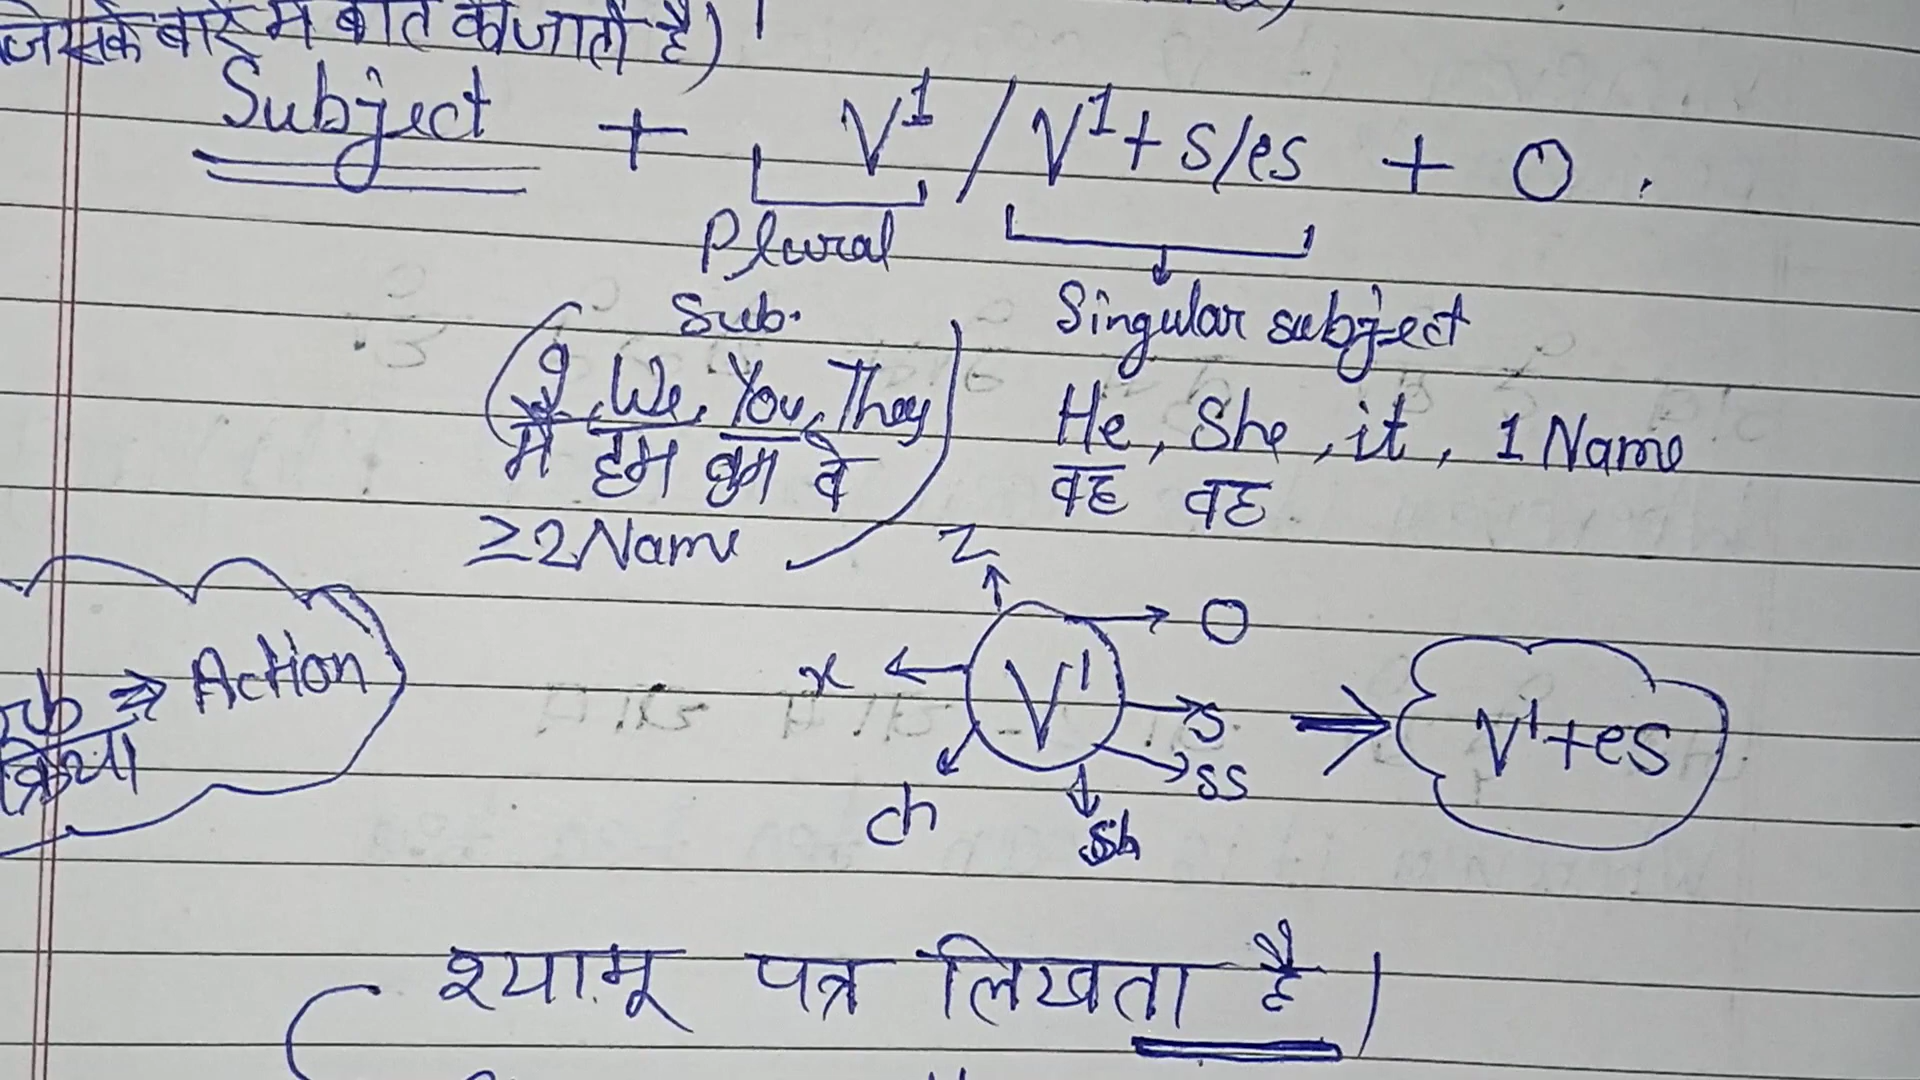 जिसके बारे में बात की जाती है)
Subject + V¹ / V¹+ s/es + O.
Plural
Sub.
Singular subject
I, We, You, They
He, She, it, 1 Name
मैं हम तुम वे
वह वह
≥2 Name
Z
O
x
V¹
S
ss
ch
sh
V¹+es
⇒ Action
क्रिया
श्यामू पत्र लिखता है।